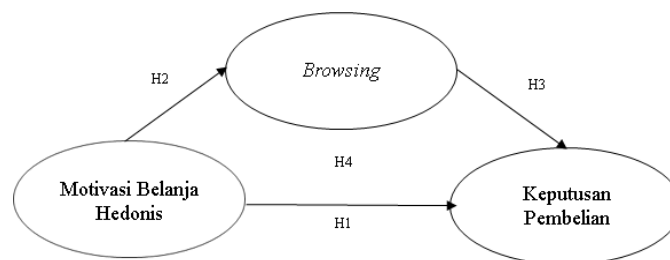 Browsing
H2
H3
H4
Motivasi Belanja
Hedonis
Keputusan
Pembelian
H1